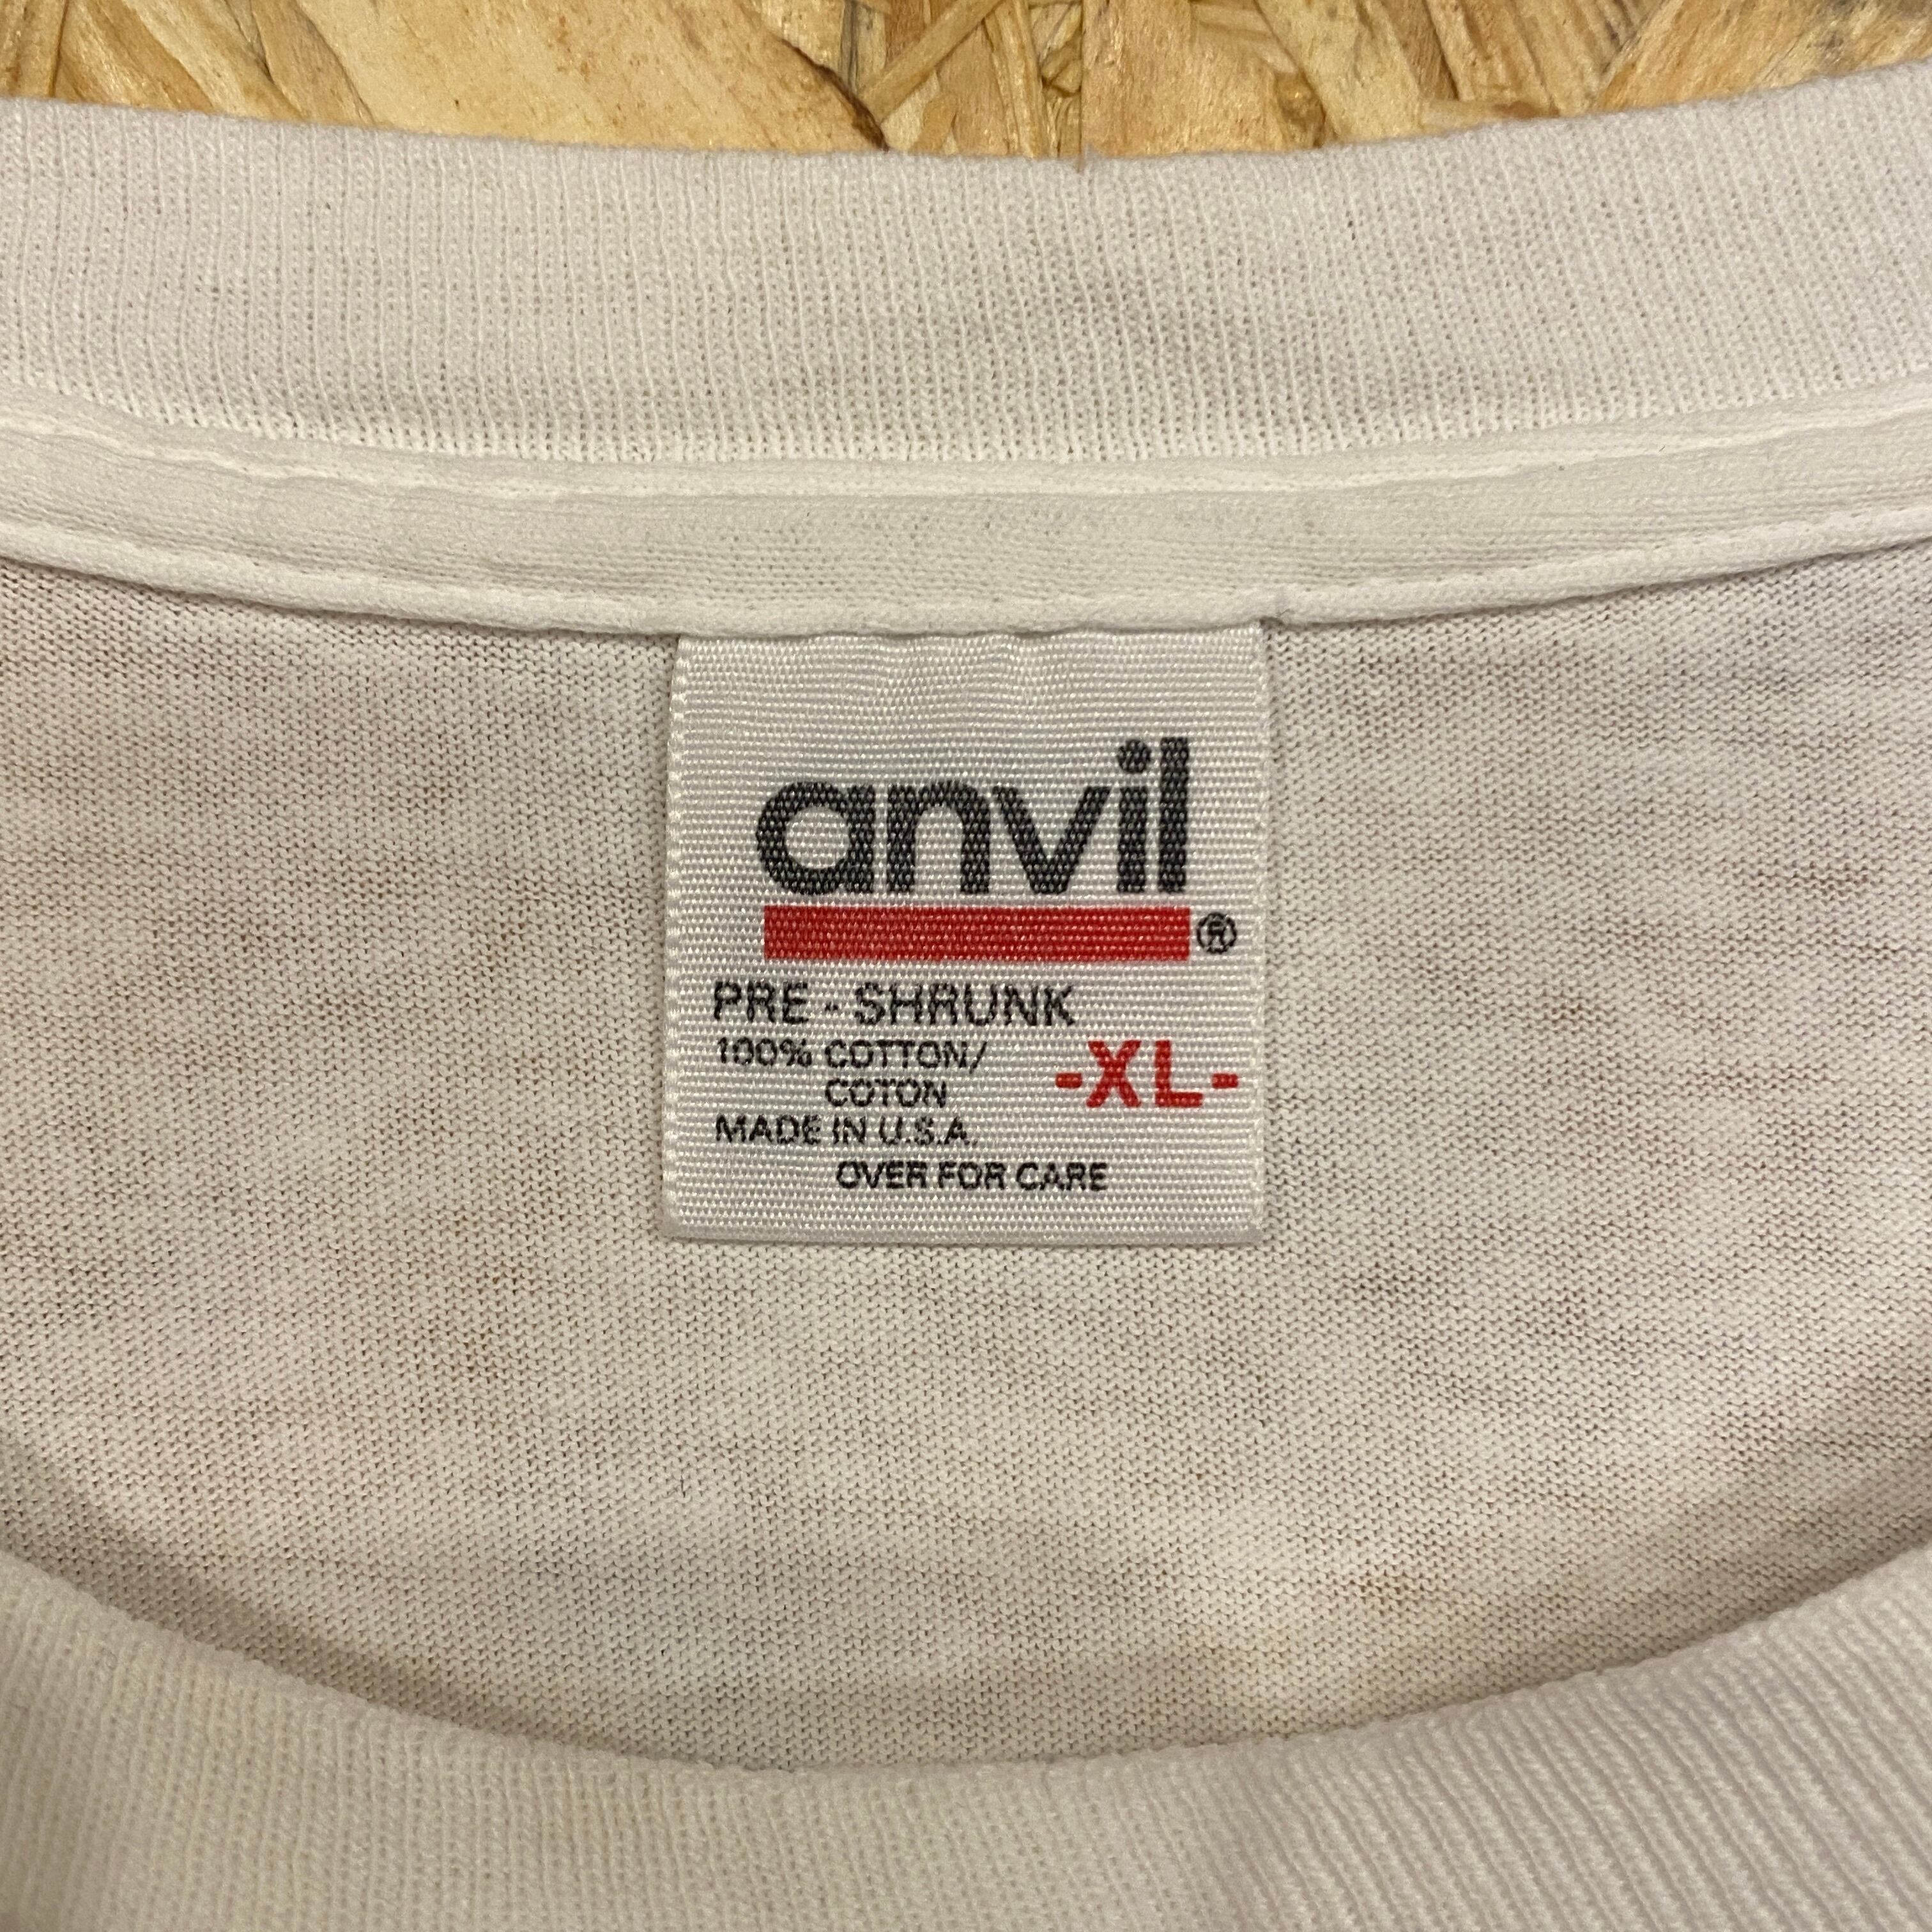 anvil®
PRE - SHRUNK
100% COTTON/
COTON
-XL-
MADE IN U.S.A.
OVER FOR CARE